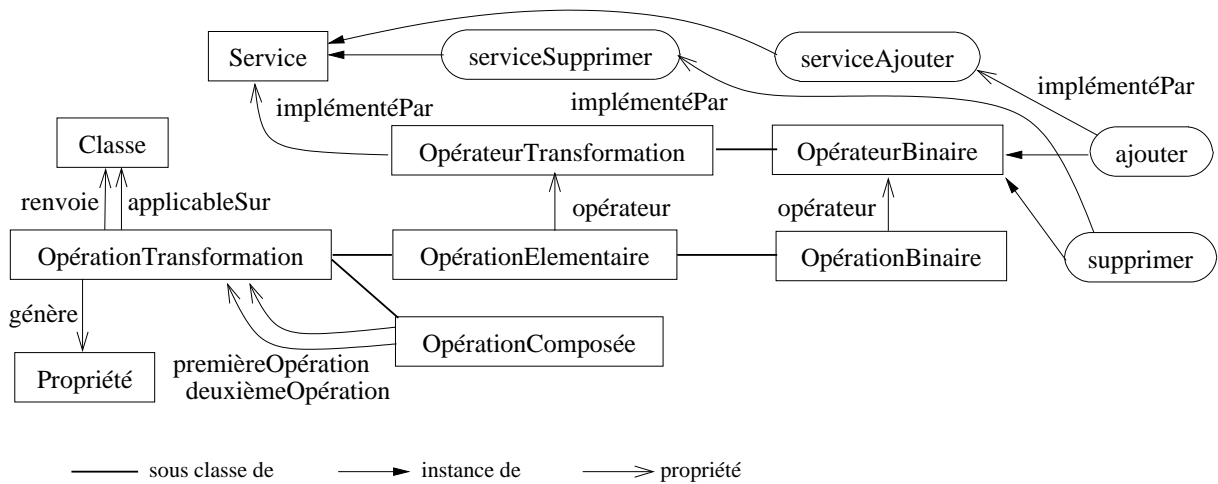 Service
serviceSupprimer
serviceAjouter
implémentéPar
implémentéPar
implémentéPar
Classe
OpérateurTransformation
OpérateurBinaire
ajouter
renvoie
applicableSur
opérateur
opérateur
OpérationTransformation
OpérationElementaire
OpérationBinaire
supprimer
génère
OpérationComposée
premièreOpération
deuxièmeOpération
Propriété
sous classe de
instance de
propriété